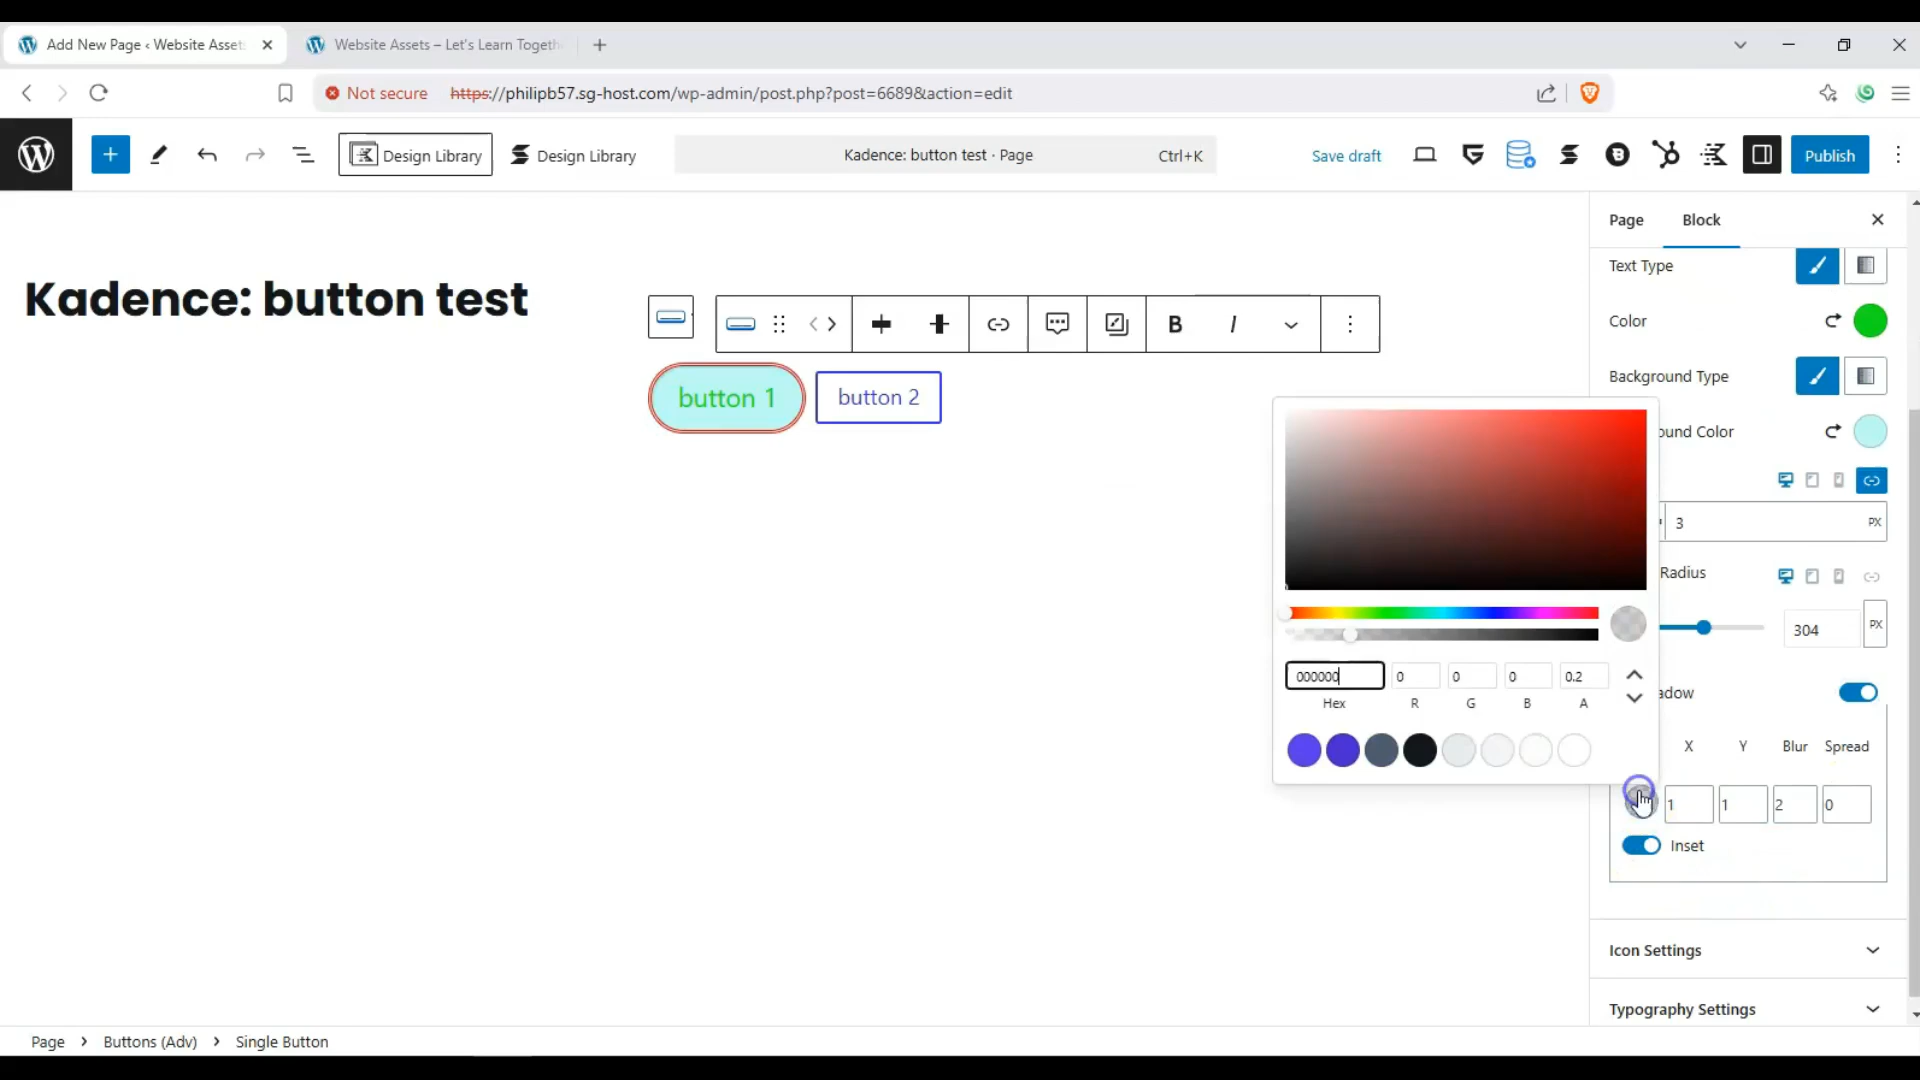 Add New Page ‹ Website Asset
Website Assets – Let's Learn Togeth
Not secure https://philipb57.sg-host.com/wp-admin/post.php?post=6689&action=edit
Design Library
Design Library
Kadence: button test · Page Ctrl+K
Save draft
Publish
Page Block
Kadence: button test
B I
button 1 button 2
Text Type
Color
Background Type
ound Color
3 PX
Radius
304 PX
adow
000000 0 0 0 0.2
Hex R G B A
X Y Blur Spread
1 1 2 0
Inset
Icon Settings
Typography Settings
Page Buttons (Adv) Single Button